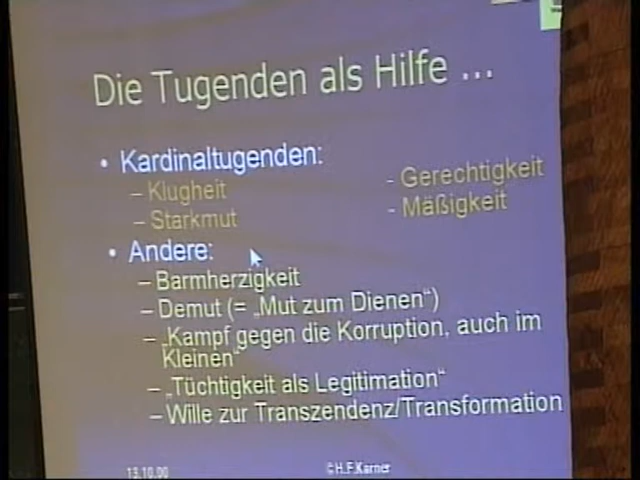 Die Tugenden als Hilfe ...
• Kardinaltugenden:
– Klugheit - Gerechtigkeit
– Starkmut - Mäßigkeit
• Andere:
– Barmherzigkeit
– Demut (= „Mut zum Dienen“)
– „Kampf gegen die Korruption, auch im
Kleinen“
– „Tüchtigkeit als Legitimation“
– Wille zur Transzendenz/Transformation
13.10.00 ©H.F.Karner